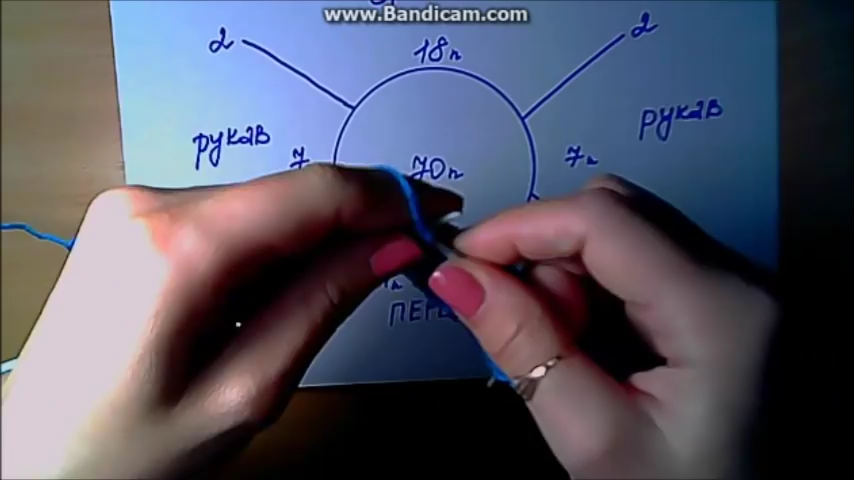 www.Bandicam.com
2 18п 2
рукав рукав
7 70п 7п
ПЕРЕ